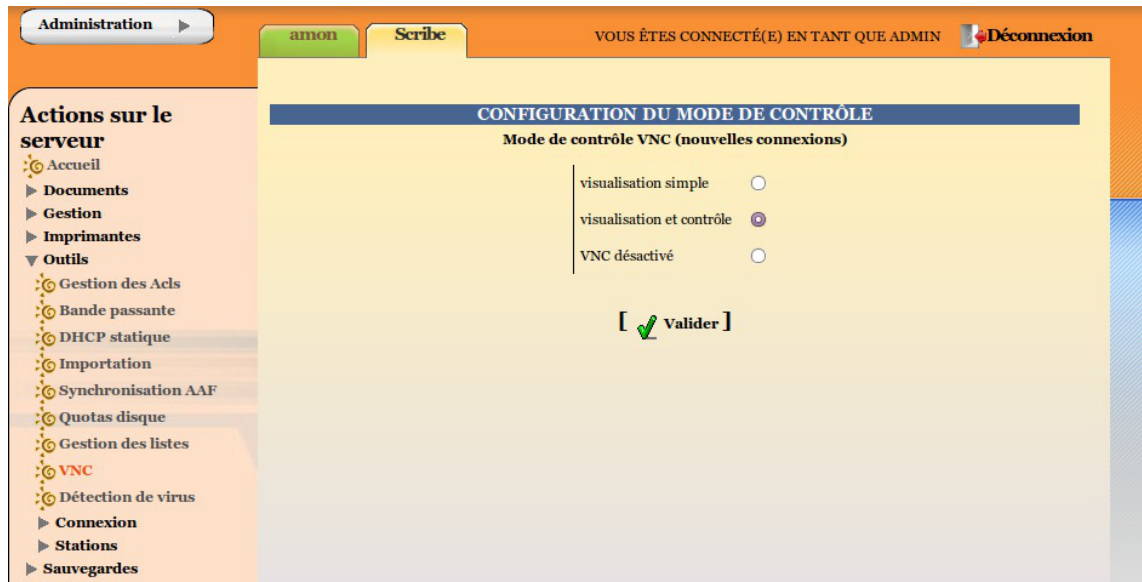 Administration
amon
Scribe
VOUS ÊTES CONNECTÉ(E) EN TANT QUE ADMIN
Déconnexion
Actions sur le
serveur
Accueil
Documents
Gestion
Imprimantes
Outils
Gestion des Acls
Bande passante
DHCP statique
Importation
Synchronisation AAF
Quotas disque
Gestion des listes
VNC
Détection de virus
Connexion
Stations
Sauvegardes
CONFIGURATION DU MODE DE CONTRÔLE
Mode de contrôle VNC (nouvelles connexions)
visualisation simple
visualisation et contrôle
VNC désactivé
[ Valider ]